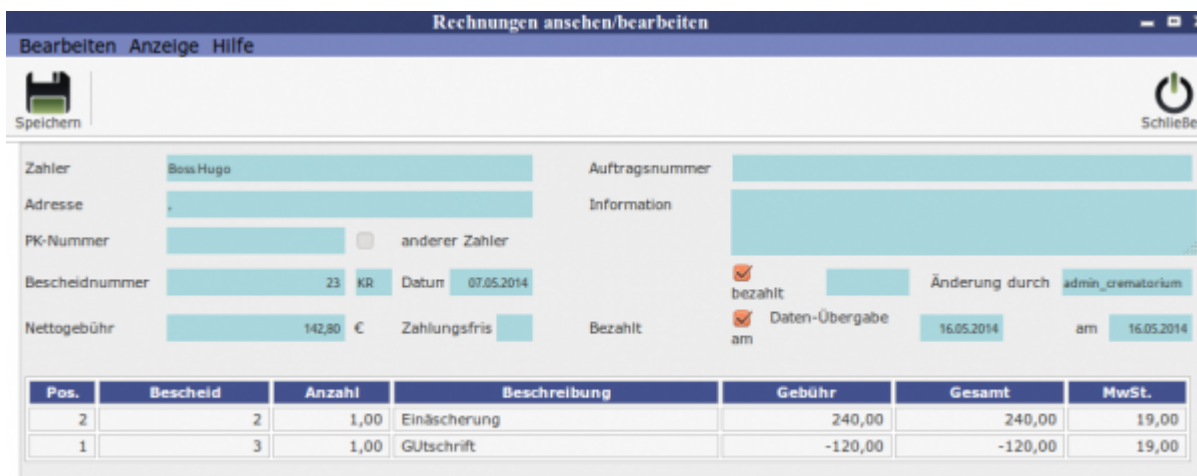 Rechnungen ansehen/bearbeiten
Bearbeiten Anzeige Hilfe
Speichern
Schließe
Zahler Boss Hugo Auftragsnummer
Adresse , Information
PK-Nummer anderer Zahler
Bescheidnummer 23 KR Datum 07.05.2014 bezahlt Änderung durch admin_crematorium
Nettogebühr 142,80 € Zahlungsfris Bezahlt Daten-Übergabe am 16.05.2014 am 16.05.2014
Pos. Bescheid Anzahl Beschreibung Gebühr Gesamt MwSt.
2 2 1,00 Einäscherung 240,00 240,00 19,00
1 3 1,00 GUtschrift -120,00 -120,00 19,00